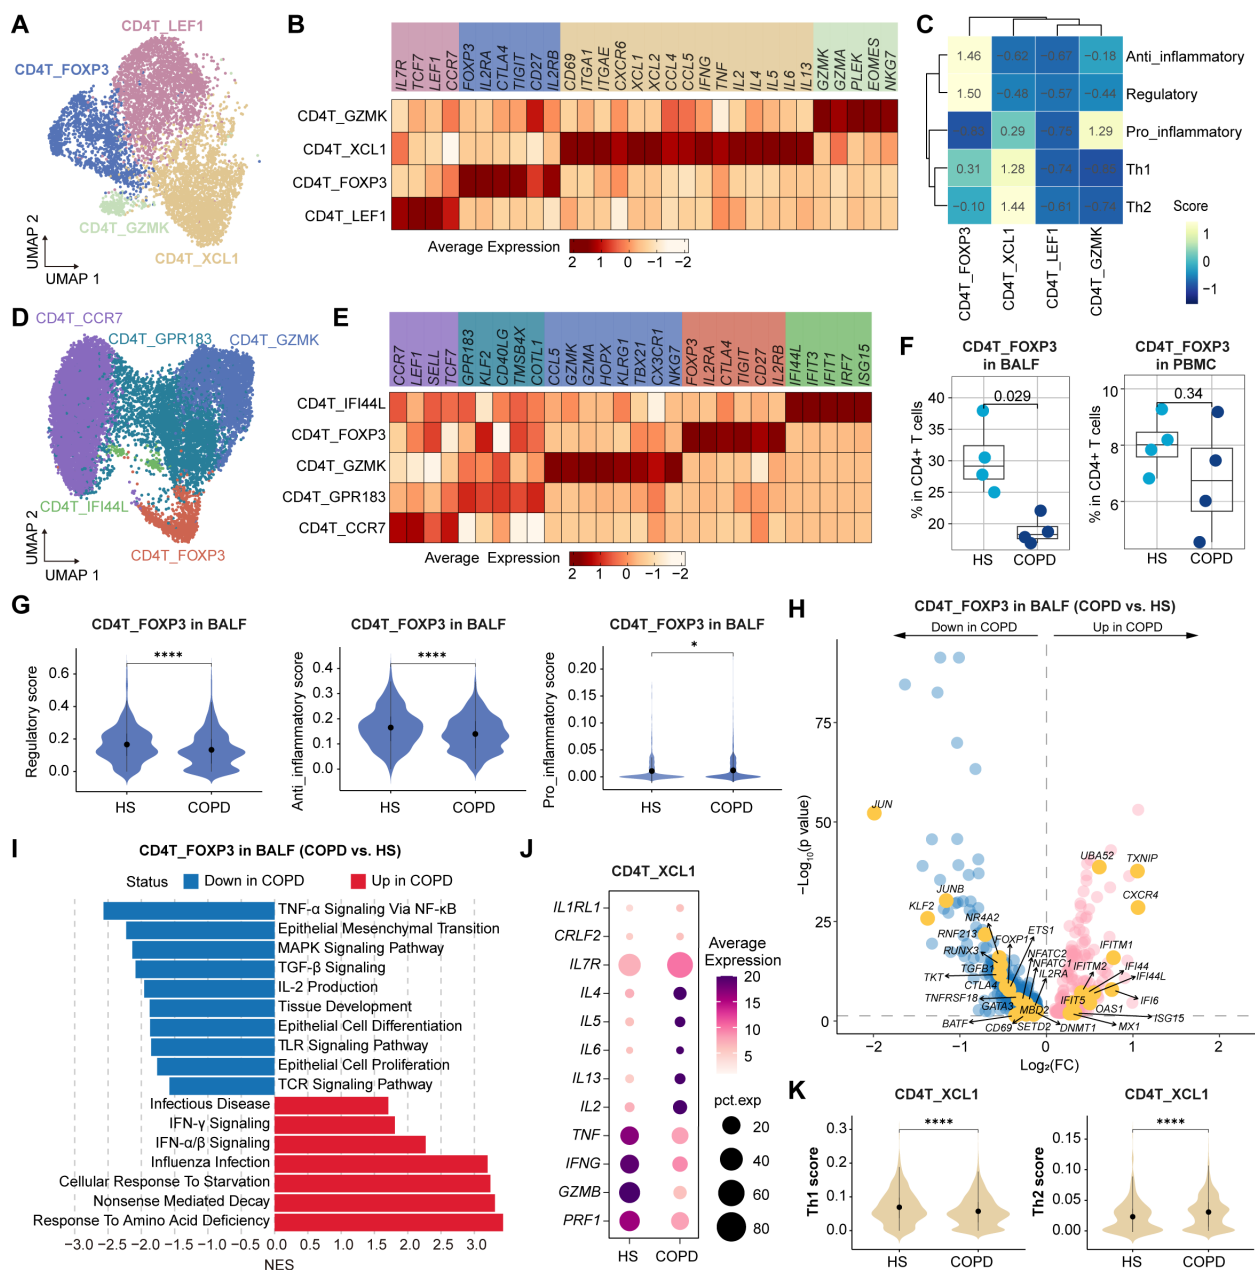 A
CD4T_LEF1
CD4T_FOXP3
CD4T_GZMK
CD4T_XCL1
UMAP 2
UMAP 1
B
IL7R
TCF7
LEF1
CCR7
FOXP3
IL2RA
CTLA4
TIGIT
CD27
IL2RB
CD69
ITGA1
ITGAE
CXCR6
XCL1
XCL2
CCL4
CCL5
IFNG
TNF
IL2
IL4
IL5
IL6
IL13
GZMK
GZMA
PLEK
EOMES
NKG7
CD4T_GZMK
CD4T_XCL1
CD4T_FOXP3
CD4T_LEF1
Average Expression
2 1 0 −1 −2
C
1.46 −0.62 −0.67 −0.18 Anti_inflammatory
1.50 −0.48 −0.57 −0.44 Regulatory
0.29 −0.75 1.29 Pro_inflammatory
0.31 1.28 −0.74 Th1
−0.10 1.44 −0.61 −0.74 Th2
CD4T_FOXP3
CD4T_XCL1
CD4T_LEF1
CD4T_GZMK
Score
1
0
−1
D
CD4T_CCR7
CD4T_GPR183
CD4T_GZMK
CD4T_IFI44L
CD4T_FOXP3
UMAP 2
UMAP 1
E
CCR7
LEF1
SELL
TCF7
GPR183
KLF2
CD40LG
TMSB4X
COTL1
CCL5
GZMK
GZMA
HOPX
KLRG1
TBX21
CX3CR1
NKG7
FOXP3
IL2RA
CTLA4
TIGIT
CD27
IL2RB
IFI44L
IFIT3
IFIT1
IRF7
ISG15
CD4T_IFI44L
CD4T_FOXP3
CD4T_GZMK
CD4T_GPR183
CD4T_CCR7
Average Expression
2 1 0 −1 −2
F
CD4T_FOXP3
in BALF
% in CD4+ T cells
40
35
30
25
20
0.029
HS COPD
CD4T_FOXP3
in PBMC
% in CD4+ T cells
10
8
6
0.34
HS COPD
G
CD4T_FOXP3 in BALF
Regulatory score
0.6
0.4
0.2
0.0
****
HS COPD
CD4T_FOXP3 in BALF
Anti_inflammatory score
0.4
0.3
0.2
0.1
0.0
****
HS COPD
CD4T_FOXP3 in BALF
Pro_inflammatory score
0.20
0.15
0.10
0.05
0.00
*
HS COPD
H
CD4T_FOXP3 in BALF (COPD vs. HS)
Down in COPD Up in COPD
−Log10(p value)
75
50
25
0
JUN
JUNB
KLF2
NR4A2
RNF213
RUNX3
FOXP1
ETS1
NFATC2
NFATC1
TGFB1
IL2RA
TKT
CTLA4
TNFRSF18
GATA3
MBD2
BATF
CD69
SETD2
DNMT1
UBA52
TXNIP
CXCR4
IFITM1
IFITM2
IFI44
IFI44L
IFIT5
IFI6
OAS1
ISG15
MX1
−2 −1 0 1 2
Log2(FC)
I
CD4T_FOXP3 in BALF (COPD vs. HS)
Status Down in COPD Up in COPD
TNF-α Signaling Via NF-κB
Epithelial Mesenchymal Transition
MAPK Signaling Pathway
TGF-β Signaling
IL-2 Production
Tissue Development
Epithelial Cell Differentiation
TLR Signaling Pathway
Epithelial Cell Proliferation
TCR Signaling Pathway
Infectious Disease
IFN-γ Signaling
IFN-α/β Signaling
Influenza Infection
Cellular Response To Starvation
Nonsense Mediated Decay
Response To Amino Acid Deficiency
−3.0 −2.5 −2.0 −1.5 −1.0 −0.5 0.0 0.5 1.0 1.5 2.0 2.5 3.0
NES
J
CD4T_XCL1
IL1RL1
CRLF2
IL7R
IL4
IL5
IL6
IL13
IL2
TNF
IFNG
GZMB
PRF1
HS COPD
Average
Expression
20
15
10
5
pct.exp
20
40
60
80
K
CD4T_XCL1
Th1 score
0.3
0.2
0.1
0.0
****
HS COPD
CD4T_XCL1
Th2 score
0.15
0.10
0.05
0.00
****
HS COPD